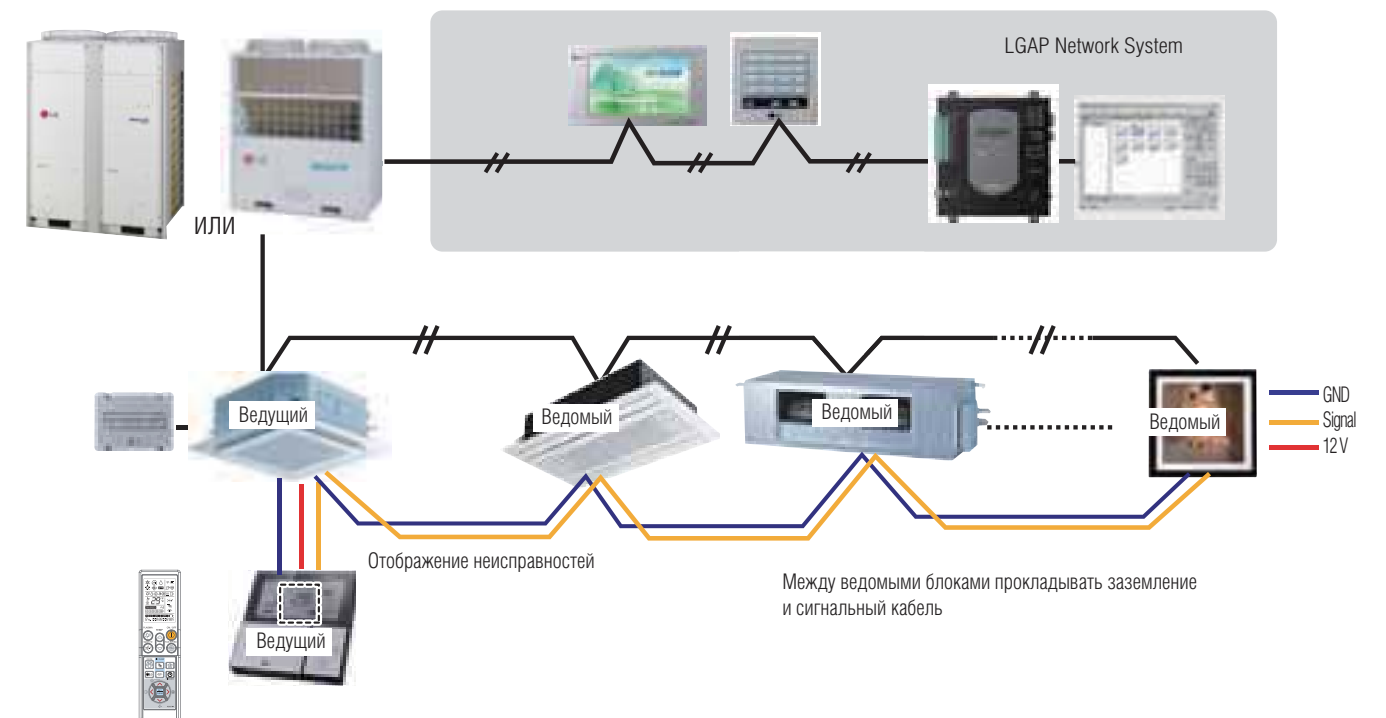 LGAP Network System
ИЛИ
Ведущий
Ведомый
Ведомый
Ведомый
GND
Signal
12 V
Отображение неисправностей
Между ведомыми блоками прокладывать заземление
и сигнальный кабель
Ведущий